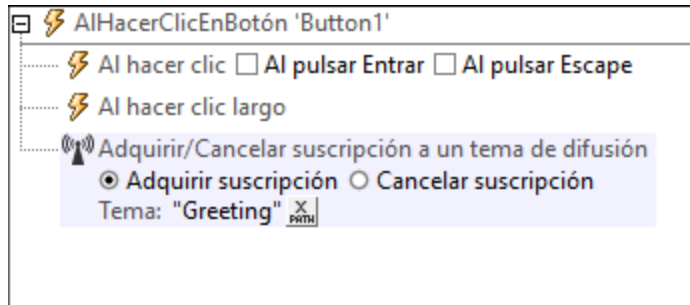 AlHacerClicEnBotón 'Button1'
Al hacer clic Al pulsar Entrar Al pulsar Escape
Al hacer clic largo
Adquirir/Cancelar suscripción a un tema de difusión
Adquirir suscripción Cancelar suscripción
Tema: "Greeting" X PATH